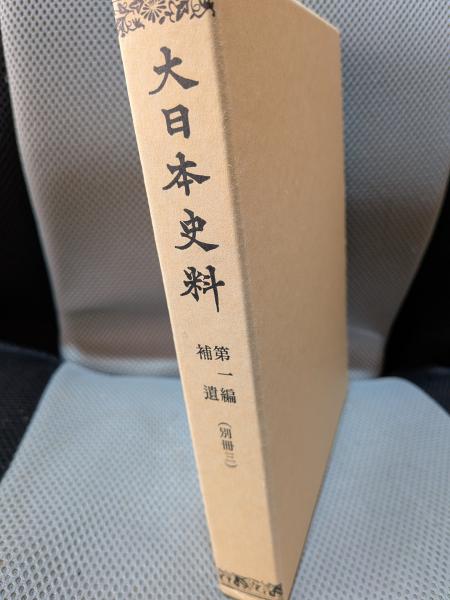 大日本史料
第一編
補遺
(別冊三)